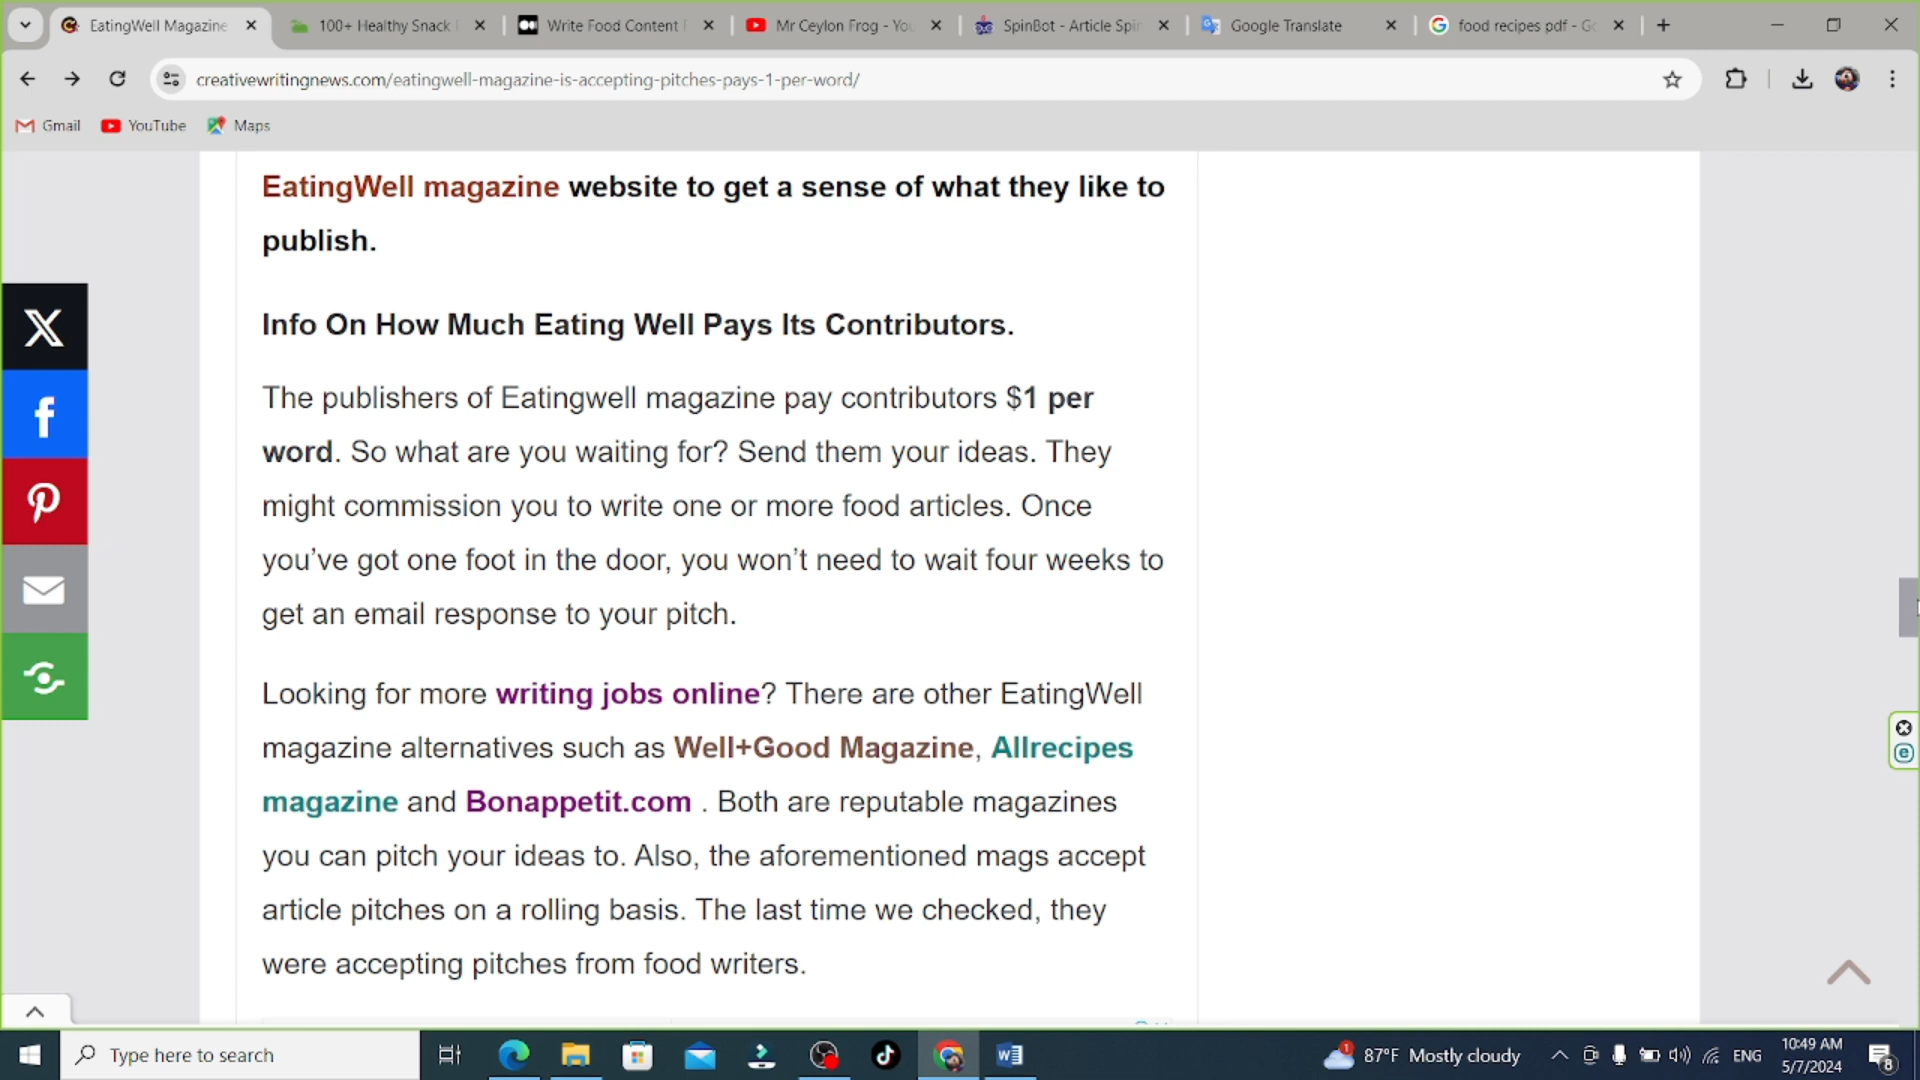 EatingWell Magazine
100+ Healthy Snack
Write Food Content
Mr Ceylon Frog - You
SpinBot - Article Spin
Google Translate
food recipes pdf - Go
creativewritingnews.com/eatingwell-magazine-is-accepting-pitches-pays-1-per-word/
Gmail
YouTube
Maps
EatingWell magazine website to get a sense of what they like to
publish.
Info On How Much Eating Well Pays Its Contributors.
The publishers of Eatingwell magazine pay contributors $1 per
word. So what are you waiting for? Send them your ideas. They
might commission you to write one or more food articles. Once
you’ve got one foot in the door, you won’t need to wait four weeks to
get an email response to your pitch.
Looking for more writing jobs online? There are other EatingWell
magazine alternatives such as Well+Good Magazine, Allrecipes
magazine and Bonappetit.com . Both are reputable magazines
you can pitch your ideas to. Also, the aforementioned mags accept
article pitches on a rolling basis. The last time we checked, they
were accepting pitches from food writers.
Type here to search
1
87°F Mostly cloudy
ENG
10:49 AM
5/7/2024
8